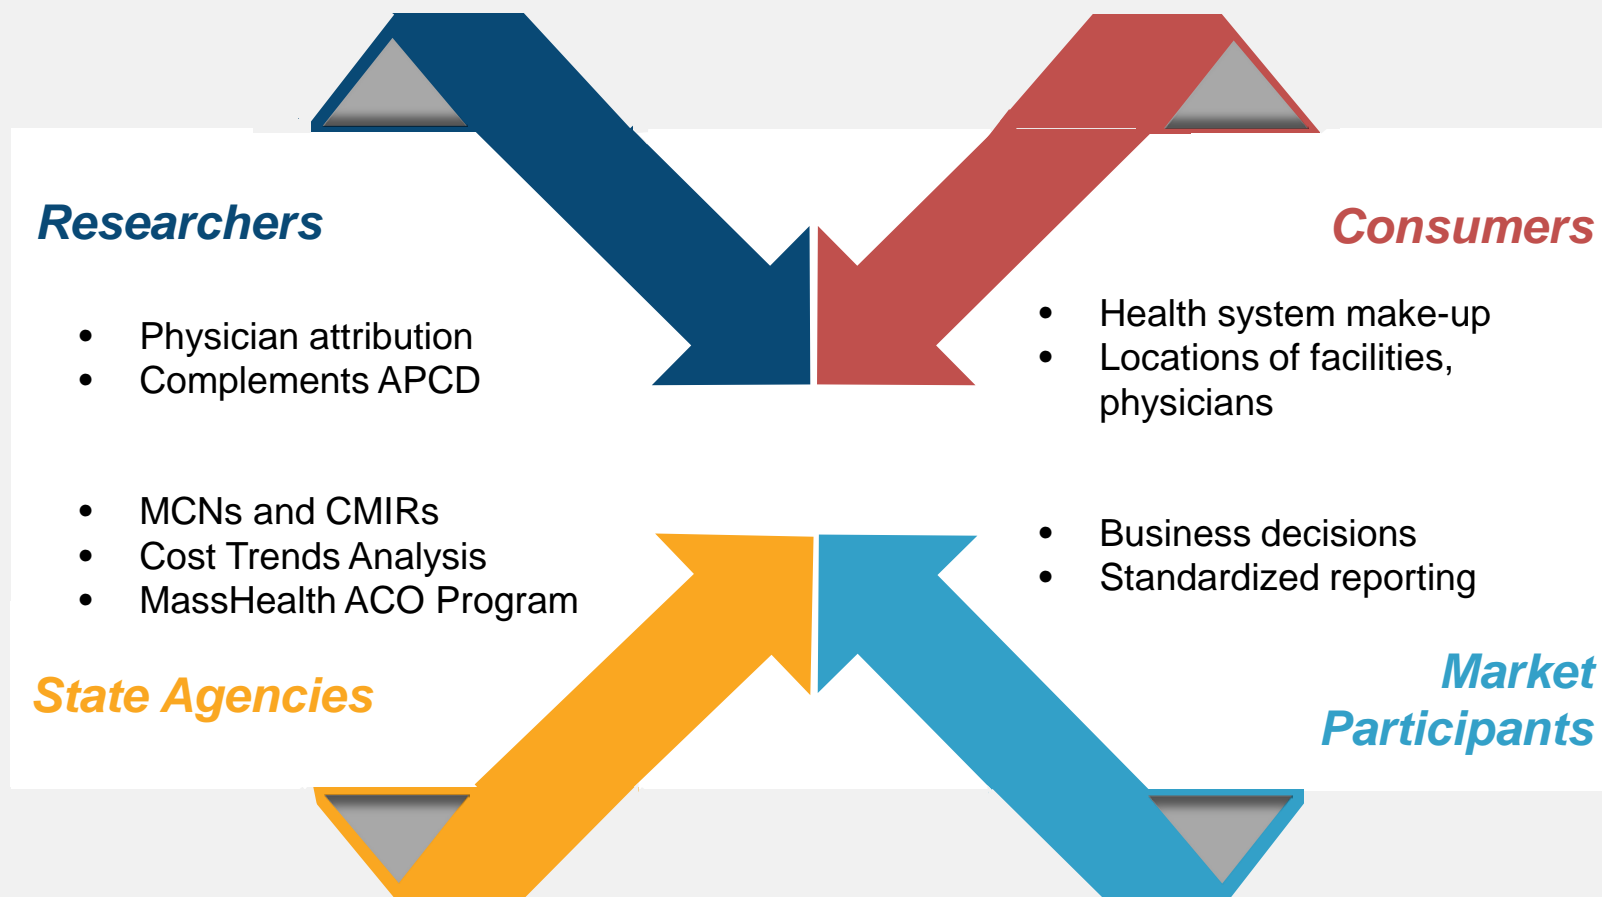 Researchers
• Physician attribution
• Complements APCD
Consumers
• Health system make-up
• Locations of facilities,
physicians
• MCNs and CMIRs
• Cost Trends Analysis
• MassHealth ACO Program
State Agencies
• Business decisions
• Standardized reporting
Market
Participants